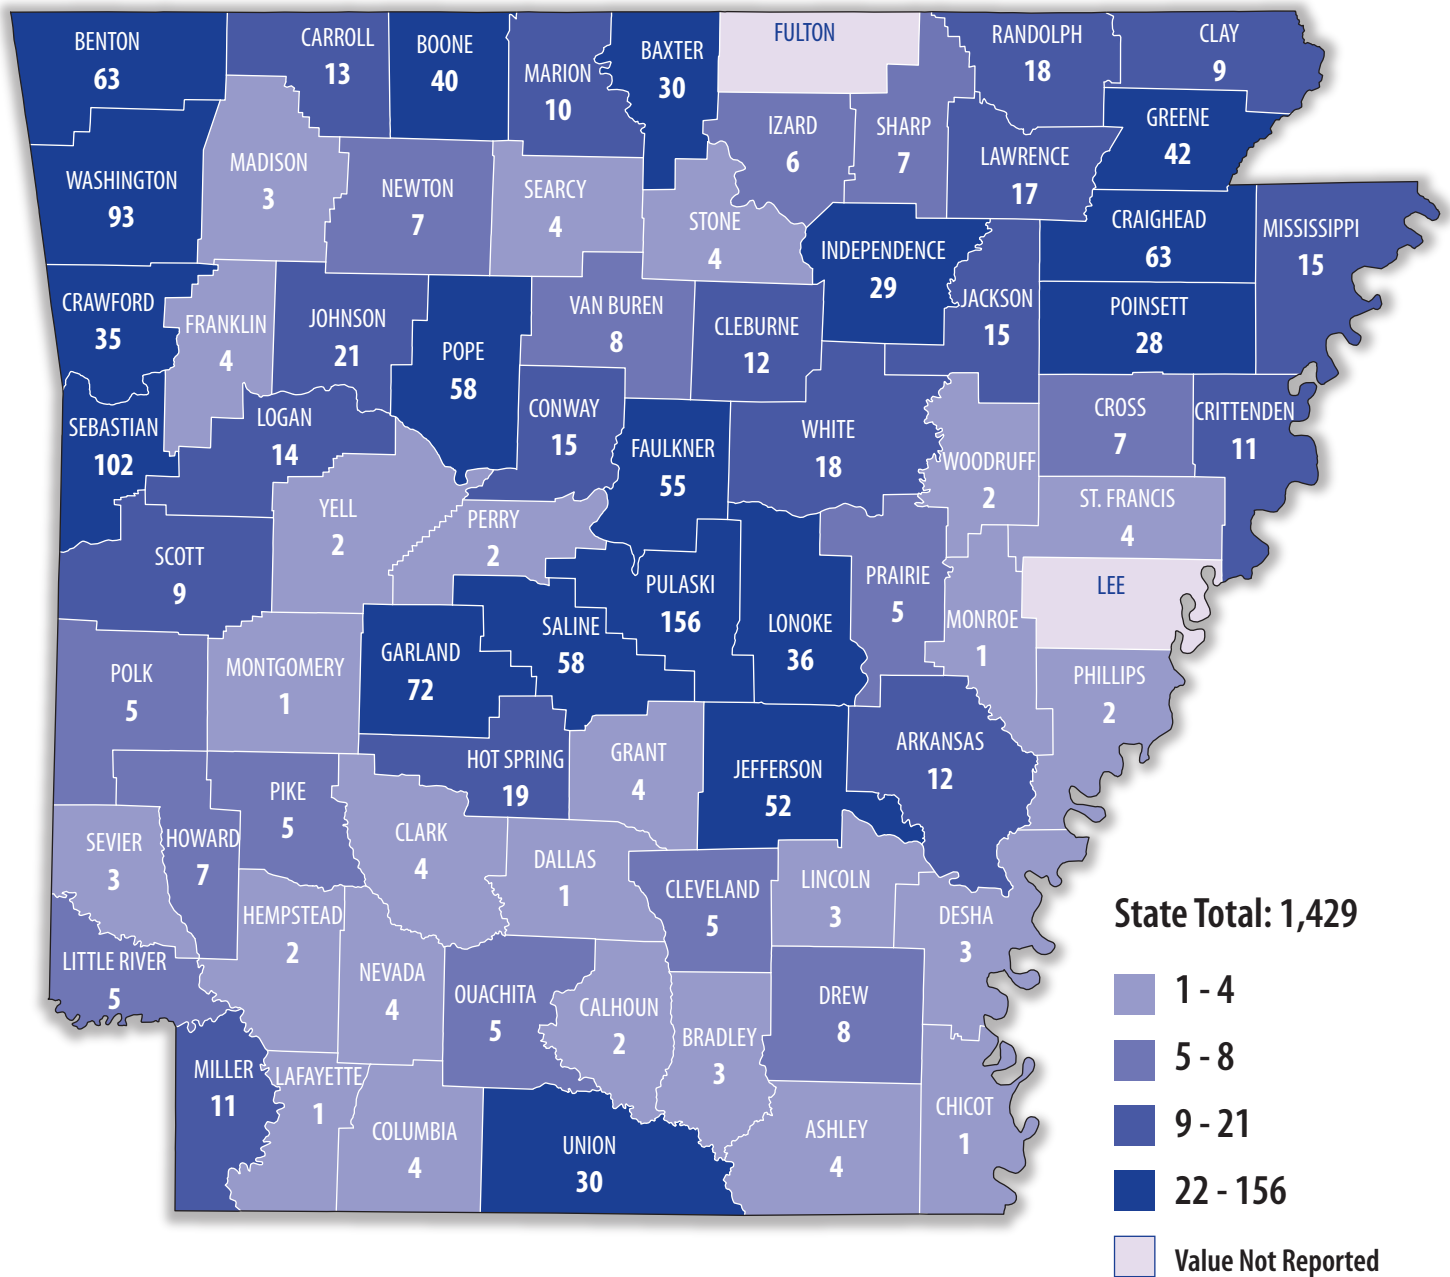 BENTON
63
CARROLL
13
BOONE
40
MARION
10
BAXTER
30
FULTON
RANDOLPH
18
CLAY
9
IZARD
6
SHARP
7
LAWRENCE
17
GREENE
42
WASHINGTON
93
MADISON
3
NEWTON
7
SEARCY
4
STONE
4
INDEPENDENCE
29
JACKSON
15
CRAIGHEAD
63
MISSISSIPPI
15
CRAWFORD
35
FRANKLIN
4
JOHNSON
21
POPE
58
VAN BUREN
8
CLEBURNE
12
POINSETT
28
SEBASTIAN
102
LOGAN
14
CONWAY
15
FAULKNER
55
WHITE
18
WOODRUFF
2
CROSS
7
CRITTENDEN
11
YELL
2
PERRY
2
ST. FRANCIS
4
SCOTT
9
SALINE
58
PULASKI
156
LONOKE
36
PRAIRIE
5
MONROE
1
LEE
POLK
5
MONTGOMERY
1
GARLAND
72
PHILLIPS
2
HOT SPRING
19
GRANT
4
JEFFERSON
52
ARKANSAS
12
SEVIER
3
HOWARD
7
PIKE
5
CLARK
4
DALLAS
1
CLEVELAND
5
LINCOLN
3
DESHA
3
LITTLE RIVER
5
HEMPSTEAD
2
NEVADA
4
OUACHITA
5
CALHOUN
2
BRADLEY
3
DREW
8
MILLER
11
LAFAYETTE
1
COLUMBIA
4
UNION
30
ASHLEY
4
CHICOT
1
State Total: 1,429
1 - 4
5 - 8
9 - 21
22 - 156
Value Not Reported